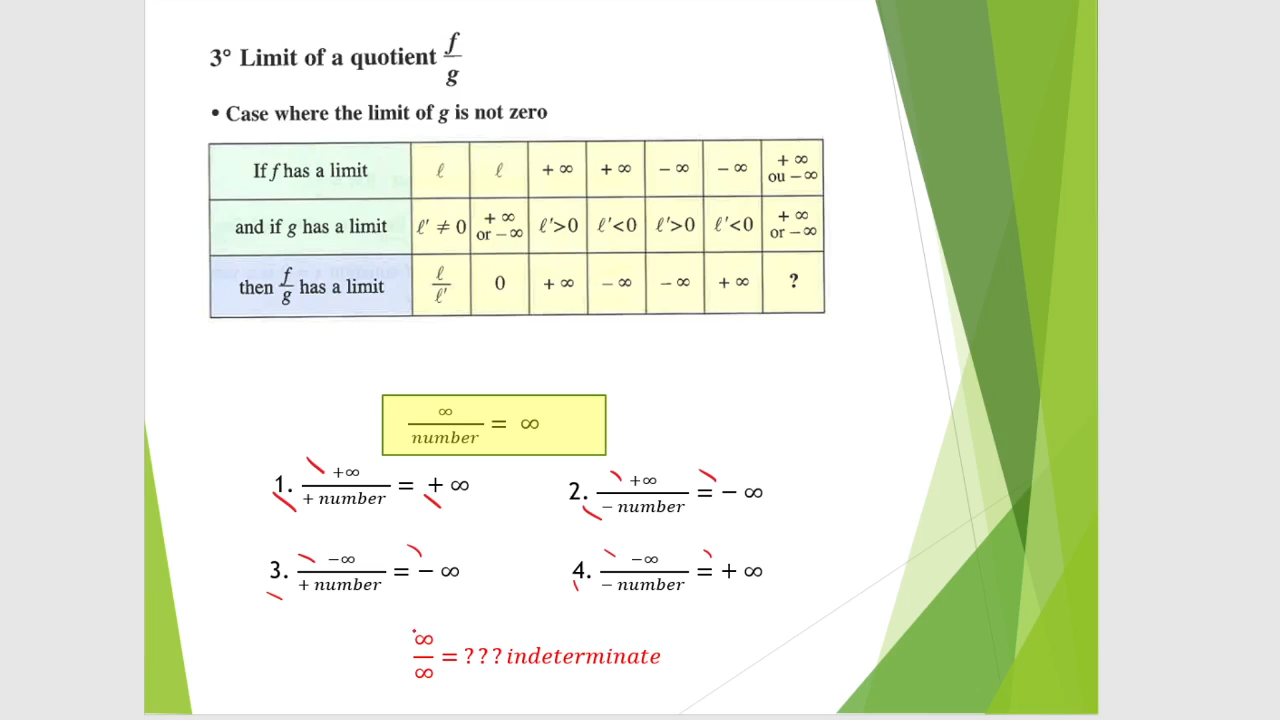 3° Limit of a quotient f/g
• Case where the limit of g is not zero
If f has a limit ℓ ℓ + ∞ + ∞ − ∞ − ∞ + ∞ ou − ∞
and if g has a limit ℓ' ≠ 0 + ∞ or − ∞ ℓ'>0 ℓ'<0 ℓ'>0 ℓ'<0 + ∞ or − ∞
then f/g has a limit ℓ/ℓ' 0 + ∞ − ∞ − ∞ + ∞ ?
∞/number = ∞
1. +∞/+ number = + ∞
2. +∞/− number = − ∞
3. −∞/+ number = − ∞
4. −∞/− number = + ∞
∞/∞ = ? ? ? indeterminate